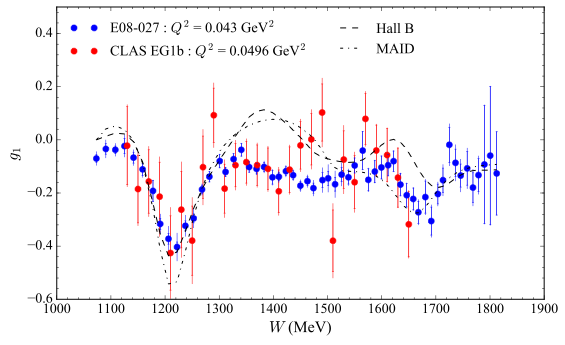 E08-027 : Q² = 0.043 GeV²
CLAS EG1b: Q² = 0.0496 GeV²
Hall B
MAID
g₁
0.4
0.2
0.0
−0.2
−0.4
−0.6
1000 1100 1200 1300 1400 1500 1600 1700 1800 1900
W (MeV)